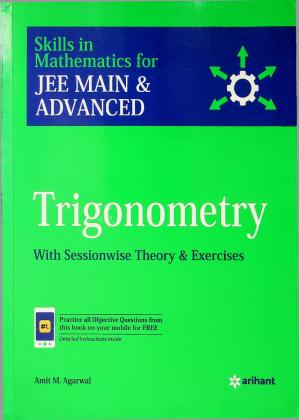 Skills in
Mathematics for
JEE MAIN &
ADVANCED
Trigonometry
With Sessionwise Theory & Exercises
#L
Practice all Objective Questions from
this book on your mobile for FREE
Detailed Instructions inside
Amit M. Agarwal
arihant